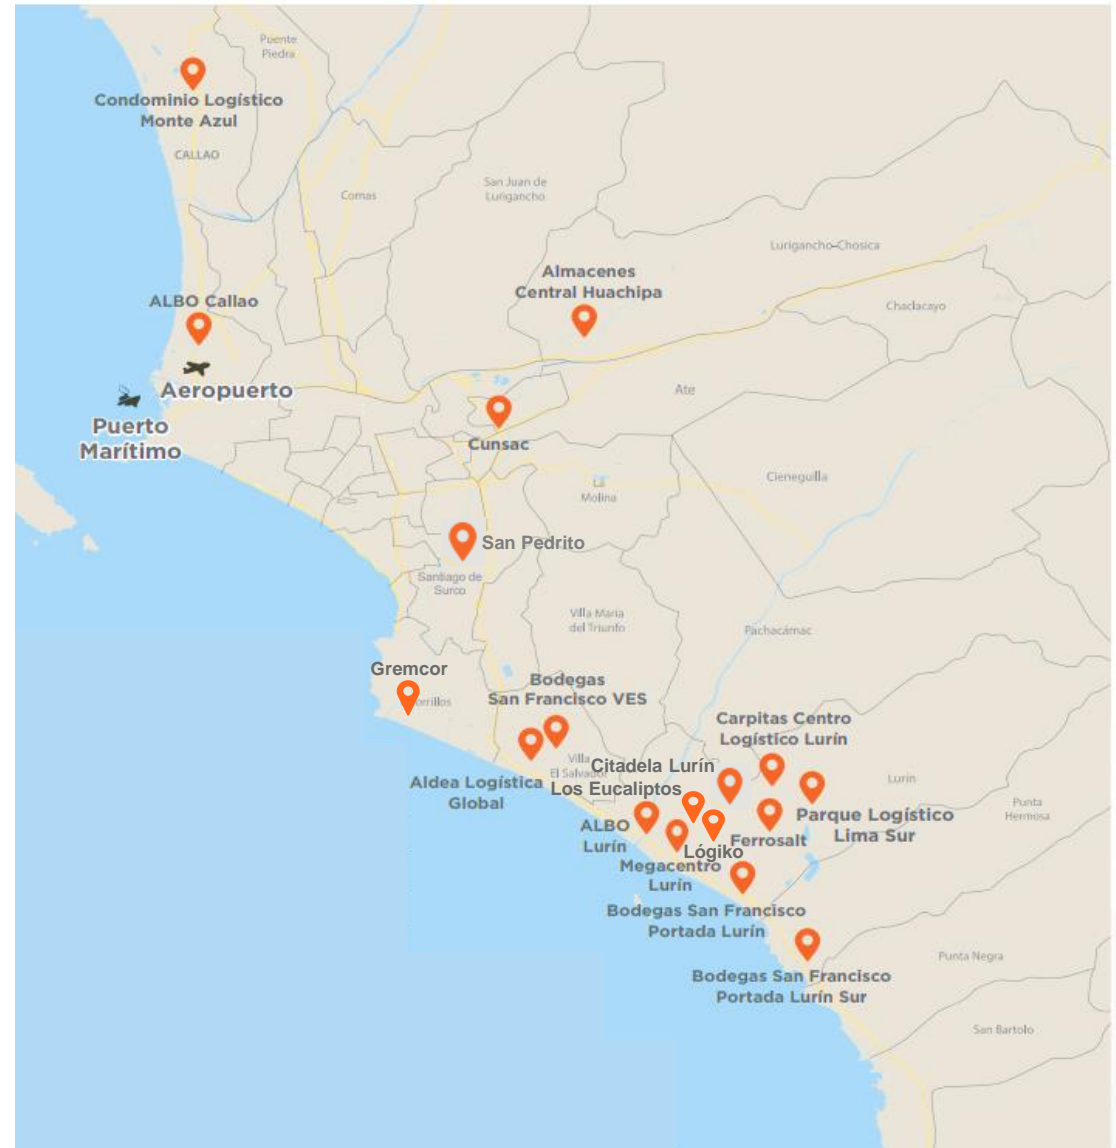 Puente
Piedra
Condominio Logístico
Monte Azul
CALLAO
San Juan de
Lurigancho
Comas
Lurigancho-Chosica
Almacenes
Central Huachipa
ALBO Callao
Chaclacayo
Aeropuerto
Ate
Puerto
Marítimo
Cunsac
Cieneguilla
La
Molina
San Pedrito
Santiago de
Surco
Villa María
del Triunfo
Pachacámac
Gremcor
Bodegas
San Francisco VES
orrillos
Carpitas Centro
Logístico Lurín
Villa
El Salvador
Citadela Lurín
Aldea Logística
Global
Los Eucaliptos
Lurín
Punta
Hermosa
Parque Logístico
Lima Sur
ALBO
Lurín
Ferrosalt
Lógiko
Megacentro
Lurín
Bodegas San Francisco
Portada Lurín
Punta Negra
Bodegas San Francisco
Portada Lurín Sur
San Bartolo